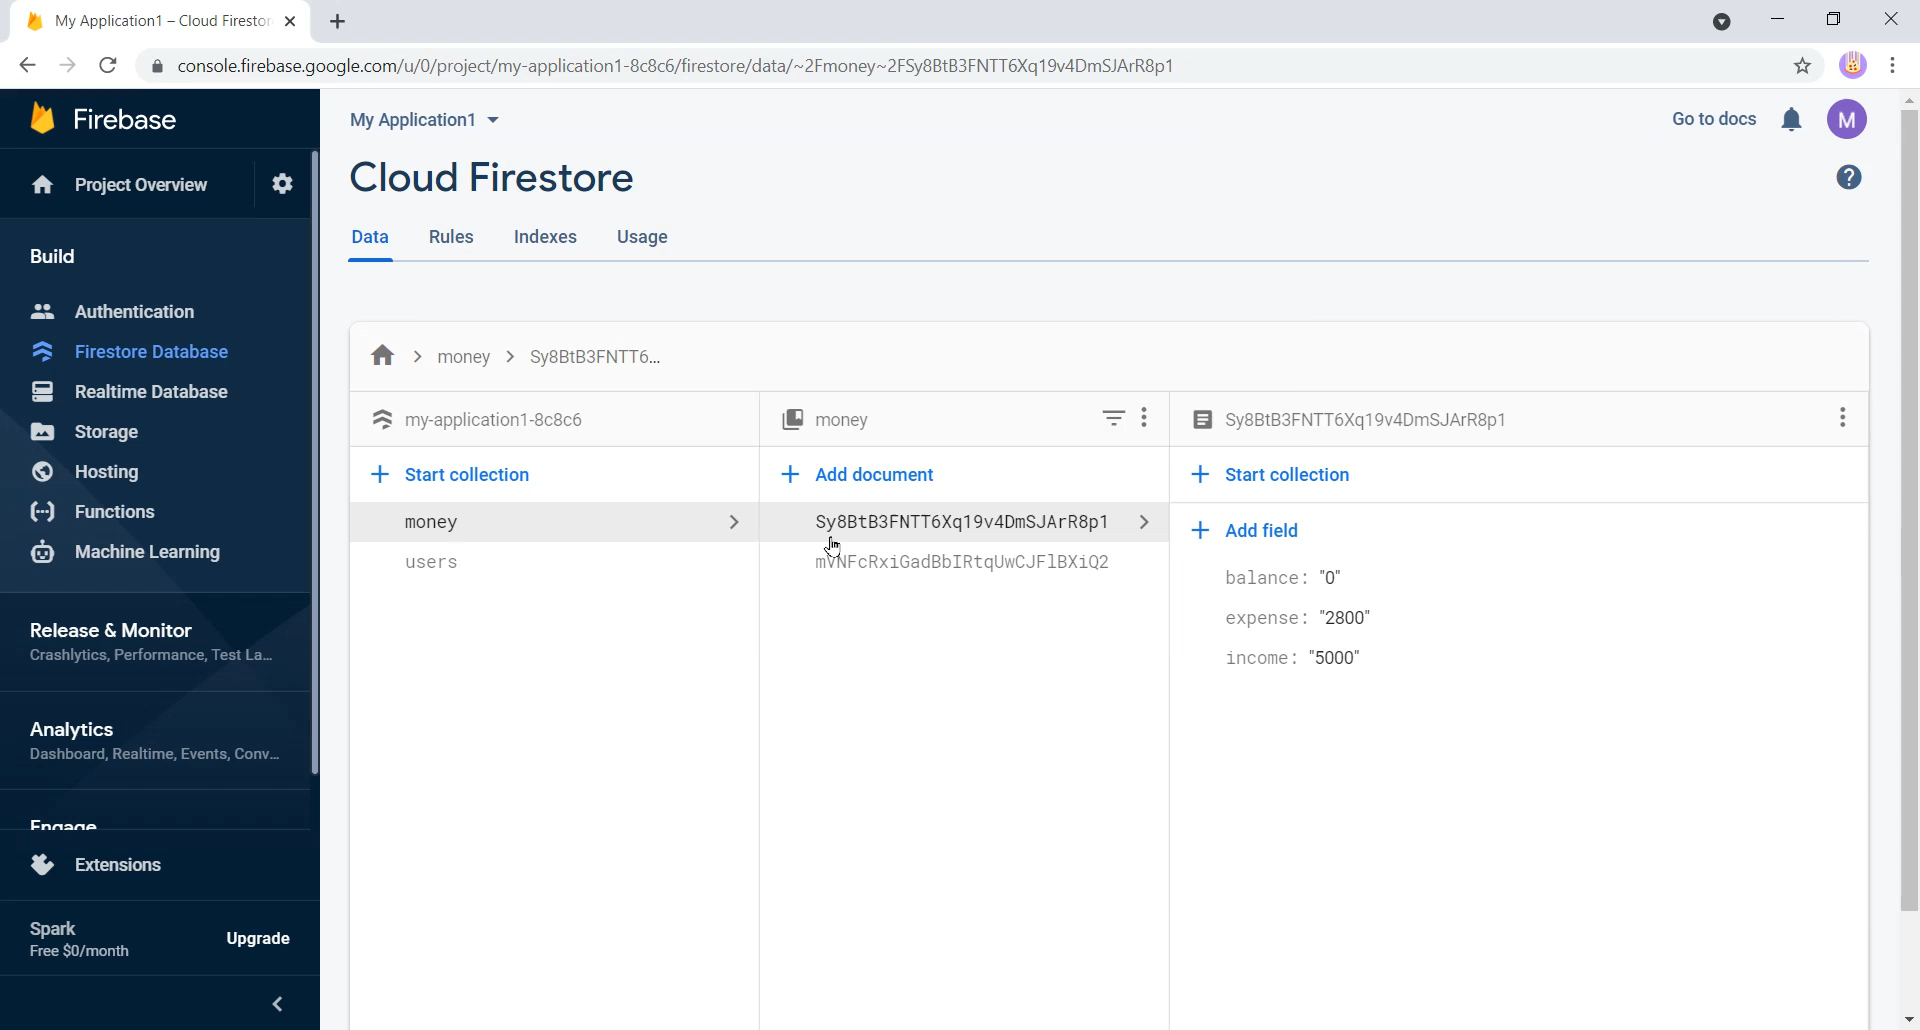 My Application1 – Cloud Firestor
console.firebase.google.com/u/0/project/my-application1-8c8c6/firestore/data/~2Fmoney~2FSy8BtB3FNTT6Xq19v4DmSJArR8p1
Firebase
My Application1
Go to docs
M
Project Overview
Cloud Firestore
?
Data Rules Indexes Usage
Build
Authentication
Firestore Database
Realtime Database
Storage
Hosting
Functions
Machine Learning
Release & Monitor
Crashlytics, Performance, Test La...
Analytics
Dashboard, Realtime, Events, Conv...
Engage
Extensions
Spark
Free $0/month
Upgrade
money > Sy8BtB3FNTT6...
my-application1-8c8c6
+ Start collection
money
users
money
+ Add document
Sy8BtB3FNTT6Xq19v4DmSJArR8p1
mVNFcRxiGadBbIRtqUwCJFlBXiQ2
Sy8BtB3FNTT6Xq19v4DmSJArR8p1
+ Start collection
+ Add field
balance: "0"
expense: "2800"
income: "5000"